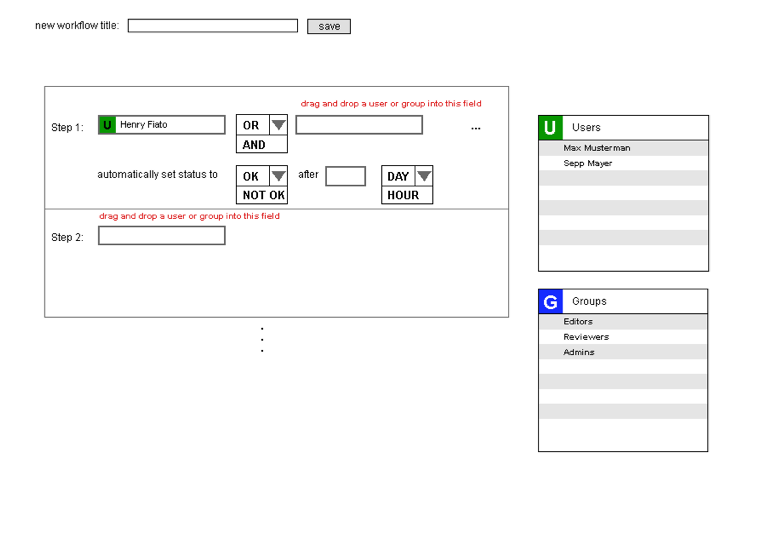 new workflow title:
save
drag and drop a user or group into this field
Step 1:
U Henry Fiato
OR
AND
...
automatically set status to
OK
NOT OK
after
DAY
HOUR
drag and drop a user or group into this field
Step 2:
U Users
Max Musterman
Sepp Mayer
G Groups
Editors
Reviewers
Admins